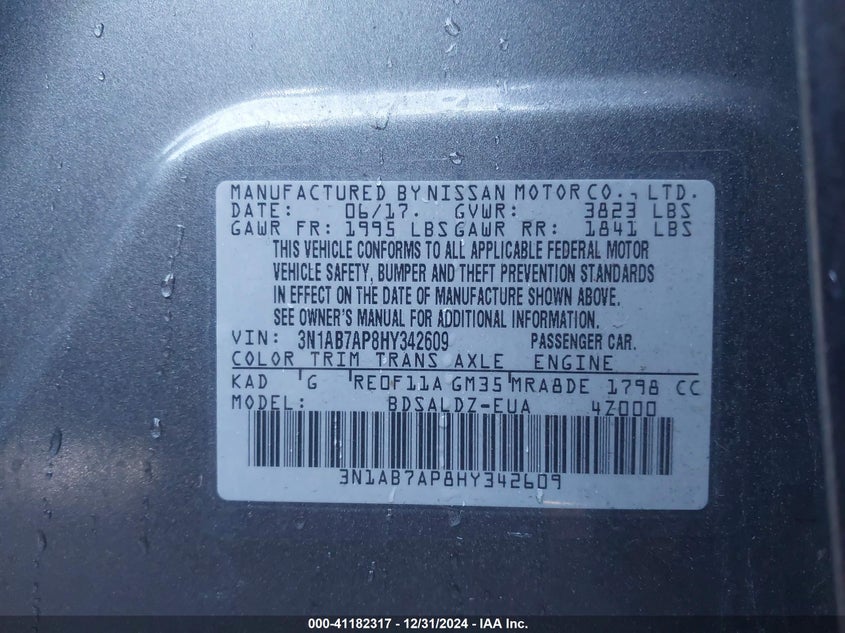 MANUFACTURED BY NISSAN MOTOR CO., LTD.
DATE: 06/17. GVWR: 3823 LBS
GAWR FR: 1995 LBS GAWR RR: 1841 LBS
THIS VEHICLE CONFORMS TO ALL APPLICABLE FEDERAL MOTOR
VEHICLE SAFETY, BUMPER AND THEFT PREVENTION STANDARDS
IN EFFECT ON THE DATE OF MANUFACTURE SHOWN ABOVE.
SEE OWNER'S MANUAL FOR ADDITIONAL INFORMATION.
VIN: 3N1AB7AP8HY342609 PASSENGER CAR.
COLOR TRIM TRANS AXLE ENGINE
KAD G RE0F11A GM35 MRA8DE 1798 CC
MODEL: BDSALDZ-EUA 4Z000
3N1AB7AP8HY342609
000-41182317 - 12/31/2024 - IAA Inc.